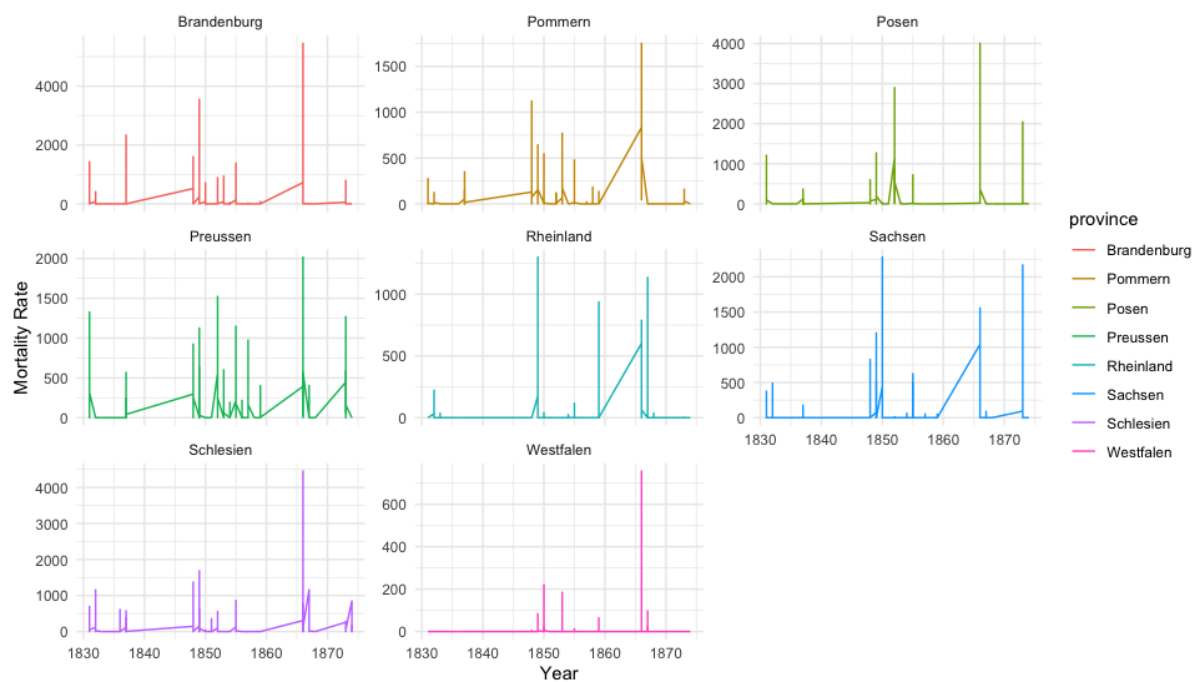 Brandenburg
Pommern
Posen
4000
2000
0
1500
1000
500
0
4000
3000
2000
1000
0
Preussen
Rheinland
Sachsen
2000
1500
1000
500
0
1000
500
0
2000
1500
1000
500
0
1830 1840 1850 1860 1870
Schlesien
Westfalen
4000
3000
2000
1000
0
600
400
200
0
1830 1840 1850 1860 1870
1830 1840 1850 1860 1870
Mortality Rate
Year
province
Brandenburg
Pommern
Posen
Preussen
Rheinland
Sachsen
Schlesien
Westfalen